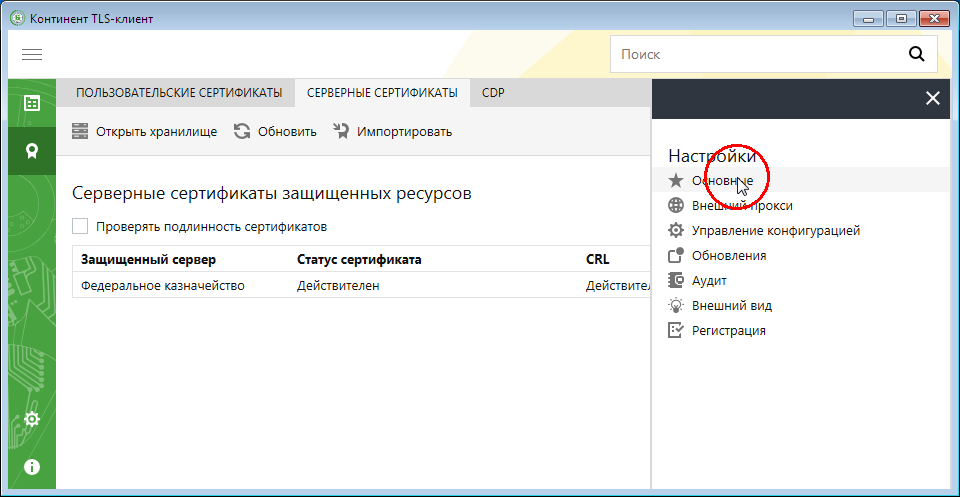 Континент TLS-клиент
Поиск
ПОЛЬЗОВАТЕЛЬСКИЕ СЕРТИФИКАТЫ СЕРВЕРНЫЕ СЕРТИФИКАТЫ CDP
Открыть хранилище Обновить Импортировать
Серверные сертификаты защищенных ресурсов
Проверять подлинность сертификатов
Защищенный сервер Статус сертификата CRL
Федеральное казначейство Действителен Действител
Настройки
Основные
Внешний прокси
Управление конфигурацией
Обновления
Аудит
Внешний вид
Регистрация